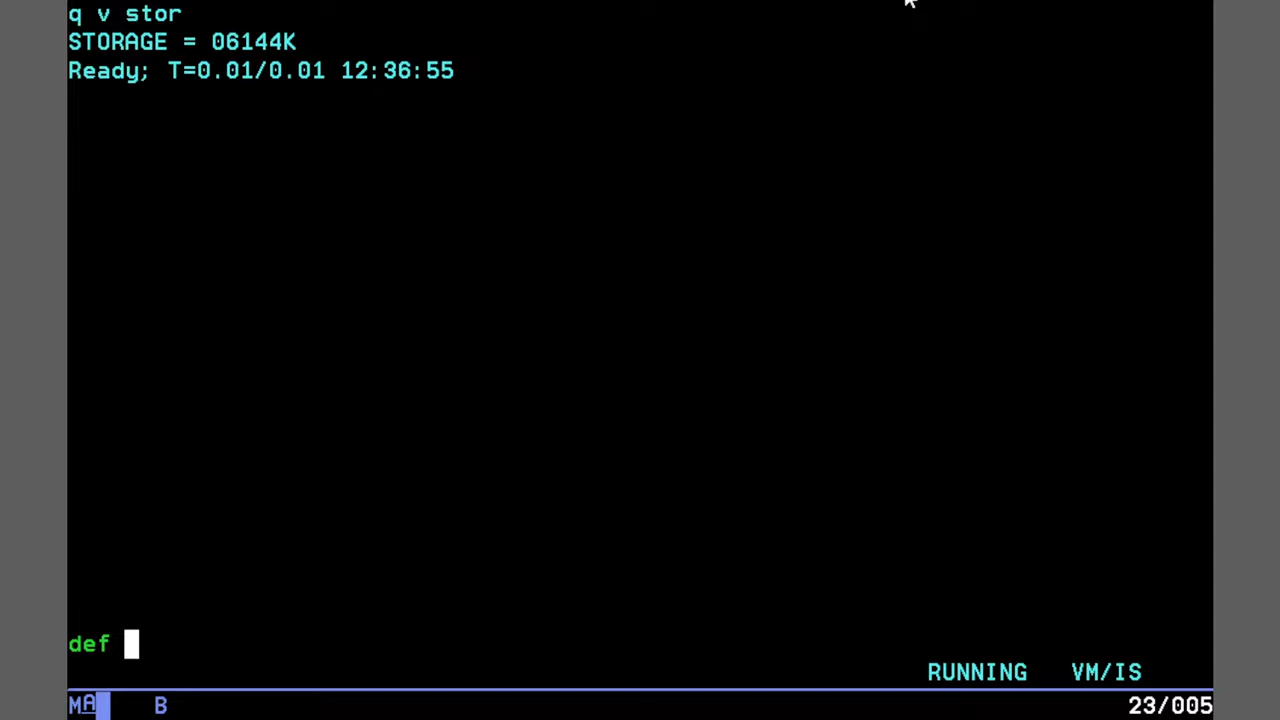 q v stor
STORAGE = 06144K
Ready; T=0.01/0.01 12:36:55
def
RUNNING VM/IS
MA B 23/005